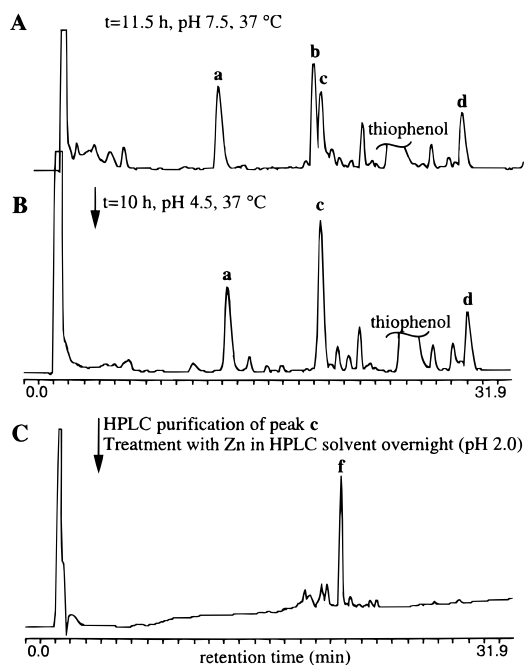 A
t=11.5 h, pH 7.5, 37 °C
b
a
c
thiophenol
d
B
t=10 h, pH 4.5, 37 °C
c
a
d
thiophenol
0.0
31.9
C
HPLC purification of peak c
Treatment with Zn in HPLC solvent overnight (pH 2.0)
f
0.0
retention time (min)
31.9